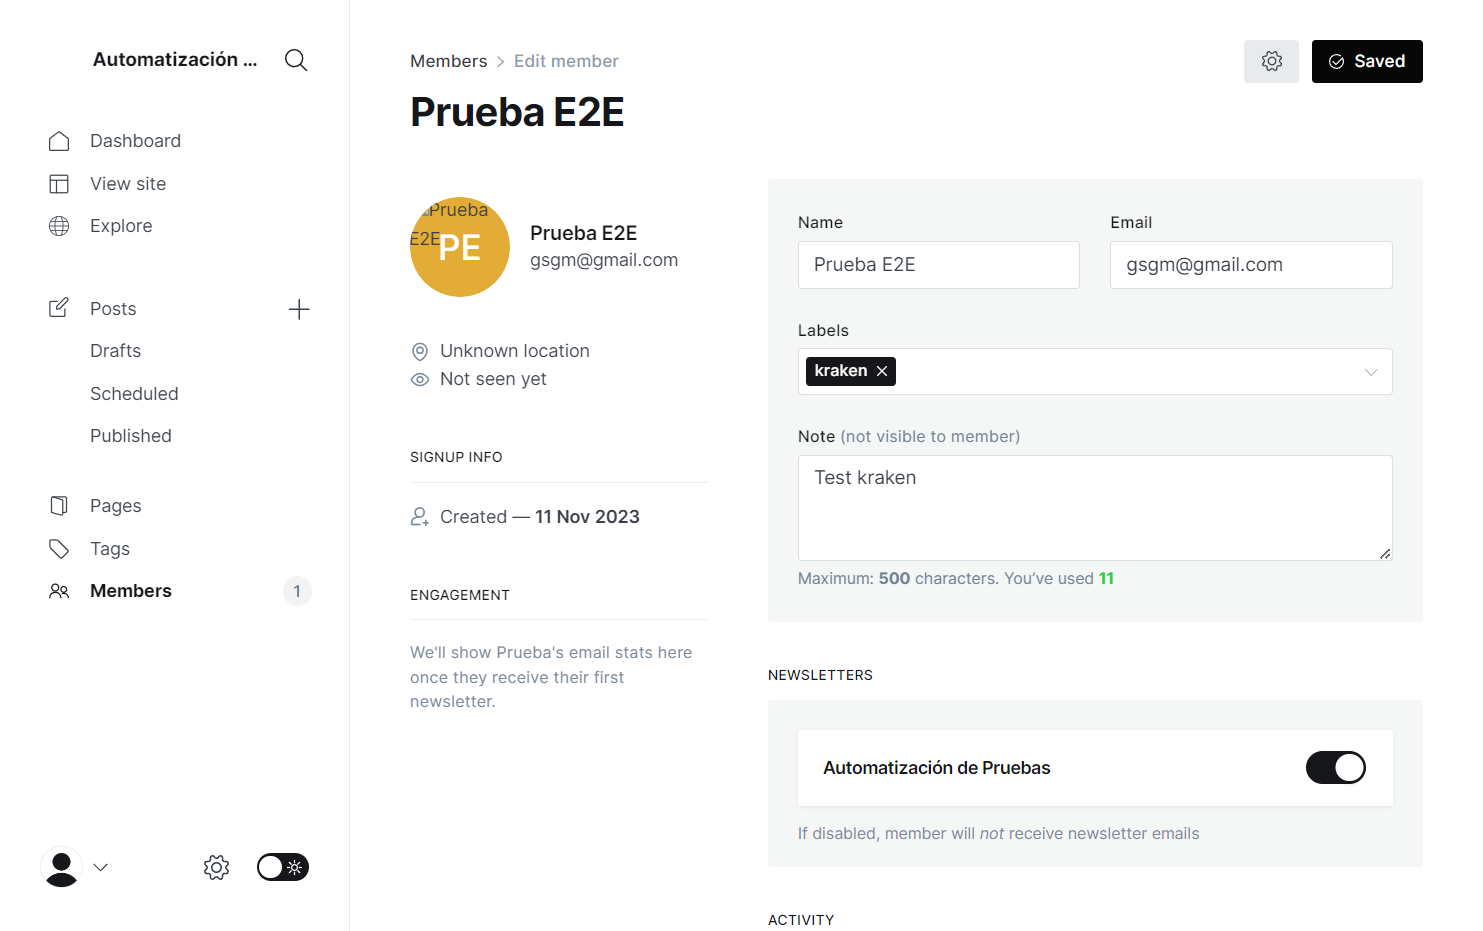 Automatización ...
Dashboard
View site
Explore
Posts
Drafts
Scheduled
Published
Pages
Tags
Members 1
Members > Edit member
Saved
Prueba E2E
Prueba
E2E
PE
Prueba E2E
gsgm@gmail.com
Unknown location
Not seen yet
SIGNUP INFO
Created — 11 Nov 2023
ENGAGEMENT
We'll show Prueba's email stats here
once they receive their first
newsletter.
Name
Prueba E2E
Email
gsgm@gmail.com
Labels
kraken
Note (not visible to member)
Test kraken
Maximum: 500 characters. You’ve used 11
NEWSLETTERS
Automatización de Pruebas
If disabled, member will not receive newsletter emails
ACTIVITY